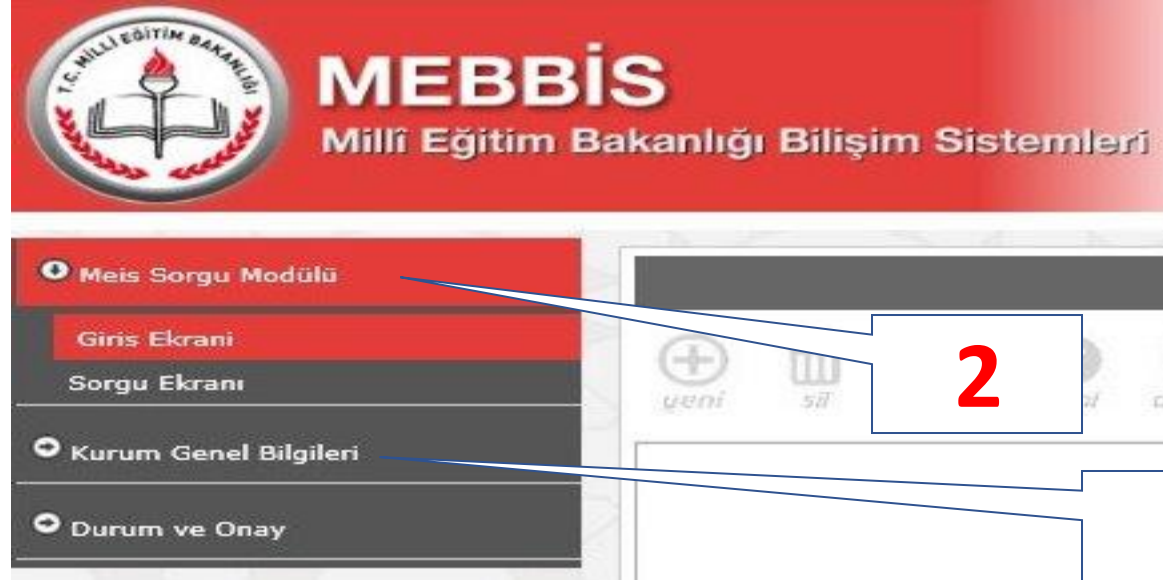 T.C. MİLLÎ EĞİTİM BAKANLIĞI
MEBBİS
Millî Eğitim Bakanlığı Bilişim Sistemleri
Meis Sorgu Modülü
Giris Ekrani
Sorgu Ekranı
Kurum Genel Bilgileri
Durum ve Onay
yeni
sil
2